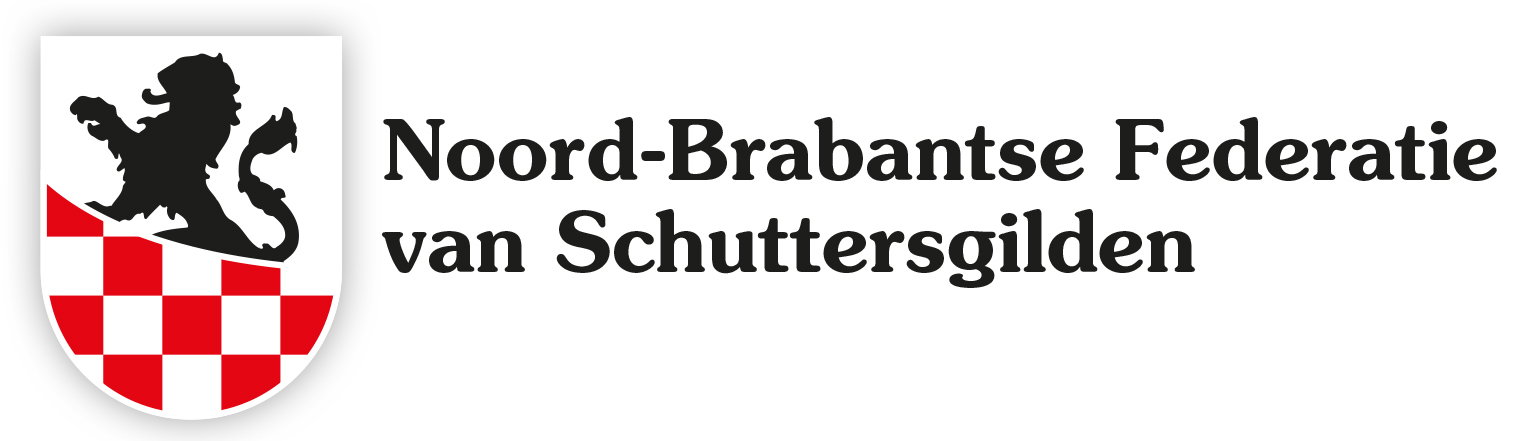 Noord-Brabantse Federatie
van Schuttersgilden